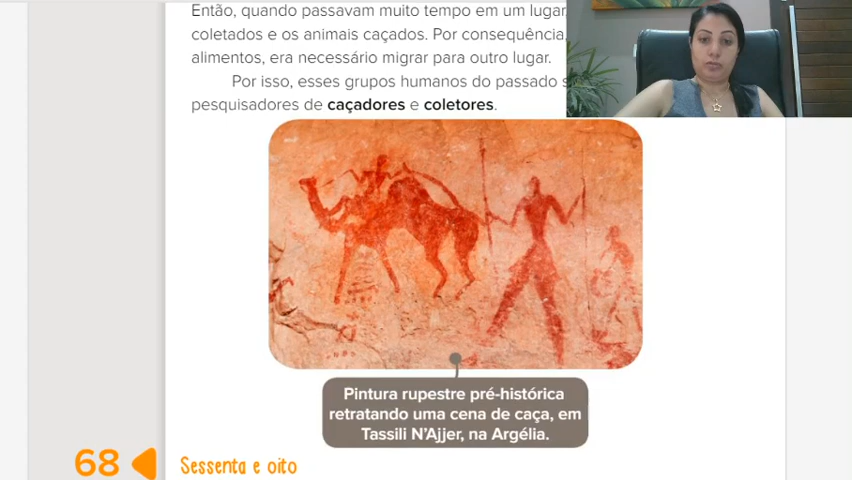 Então, quando passavam muito tempo em um lugar
coletados e os animais caçados. Por consequência,
alimentos, era necessário migrar para outro lugar.
Por isso, esses grupos humanos do passado
pesquisadores de caçadores e coletores.
Pintura rupestre pré-histórica
retratando uma cena de caça, em
Tassili N'Ajjer, na Argélia.
68
Sessenta e oito